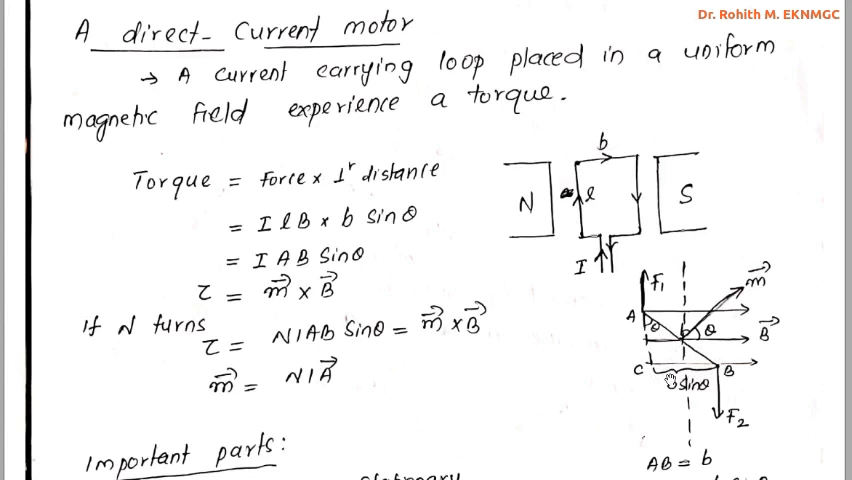 Dr. Rohith M. EKNMGC
A direct- Current motor
→ A current carrying loop placed in a uniform
magnetic field experience a torque.
Torque = Force × ⊥r distance
= I l B × b sinθ
= I A B Sinθ
τ = m⃗ × B⃗
If N turns
τ = NIAB Sinθ = m⃗ × B⃗
m⃗ = NIA⃗
N
b
l
S
I
F₁
m⃗
A
θ
θ
B⃗
C
sinθ
B
F₂
AB = b
Important parts: